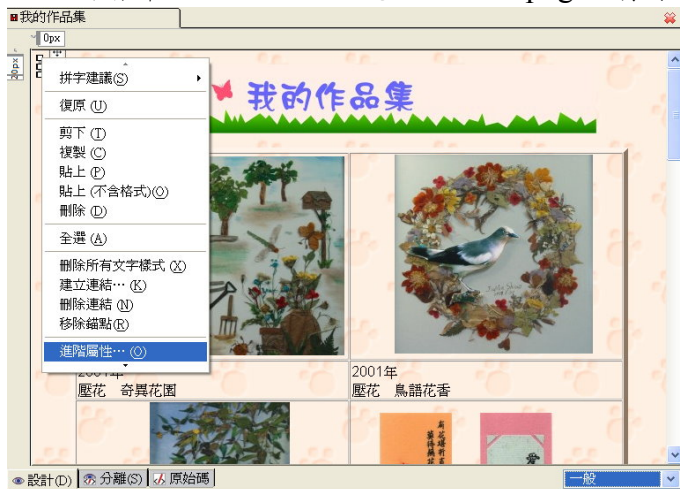 我的作品集
0px
20px
我的作品集
拼字建議(S)
復原 (U)
剪下 (T)
複製 (C)
貼上 (P)
貼上 (不含格式)(O)
刪除 (D)
全選 (A)
刪除所有文字樣式 (X)
建立連結… (K)
刪除連結 (N)
移除錨點(R)
進階屬性… (O)
2001年
壓花 奇異花園
2001年
壓花 鳥語花香
設計(D)
分離(S)
原始碼
一般